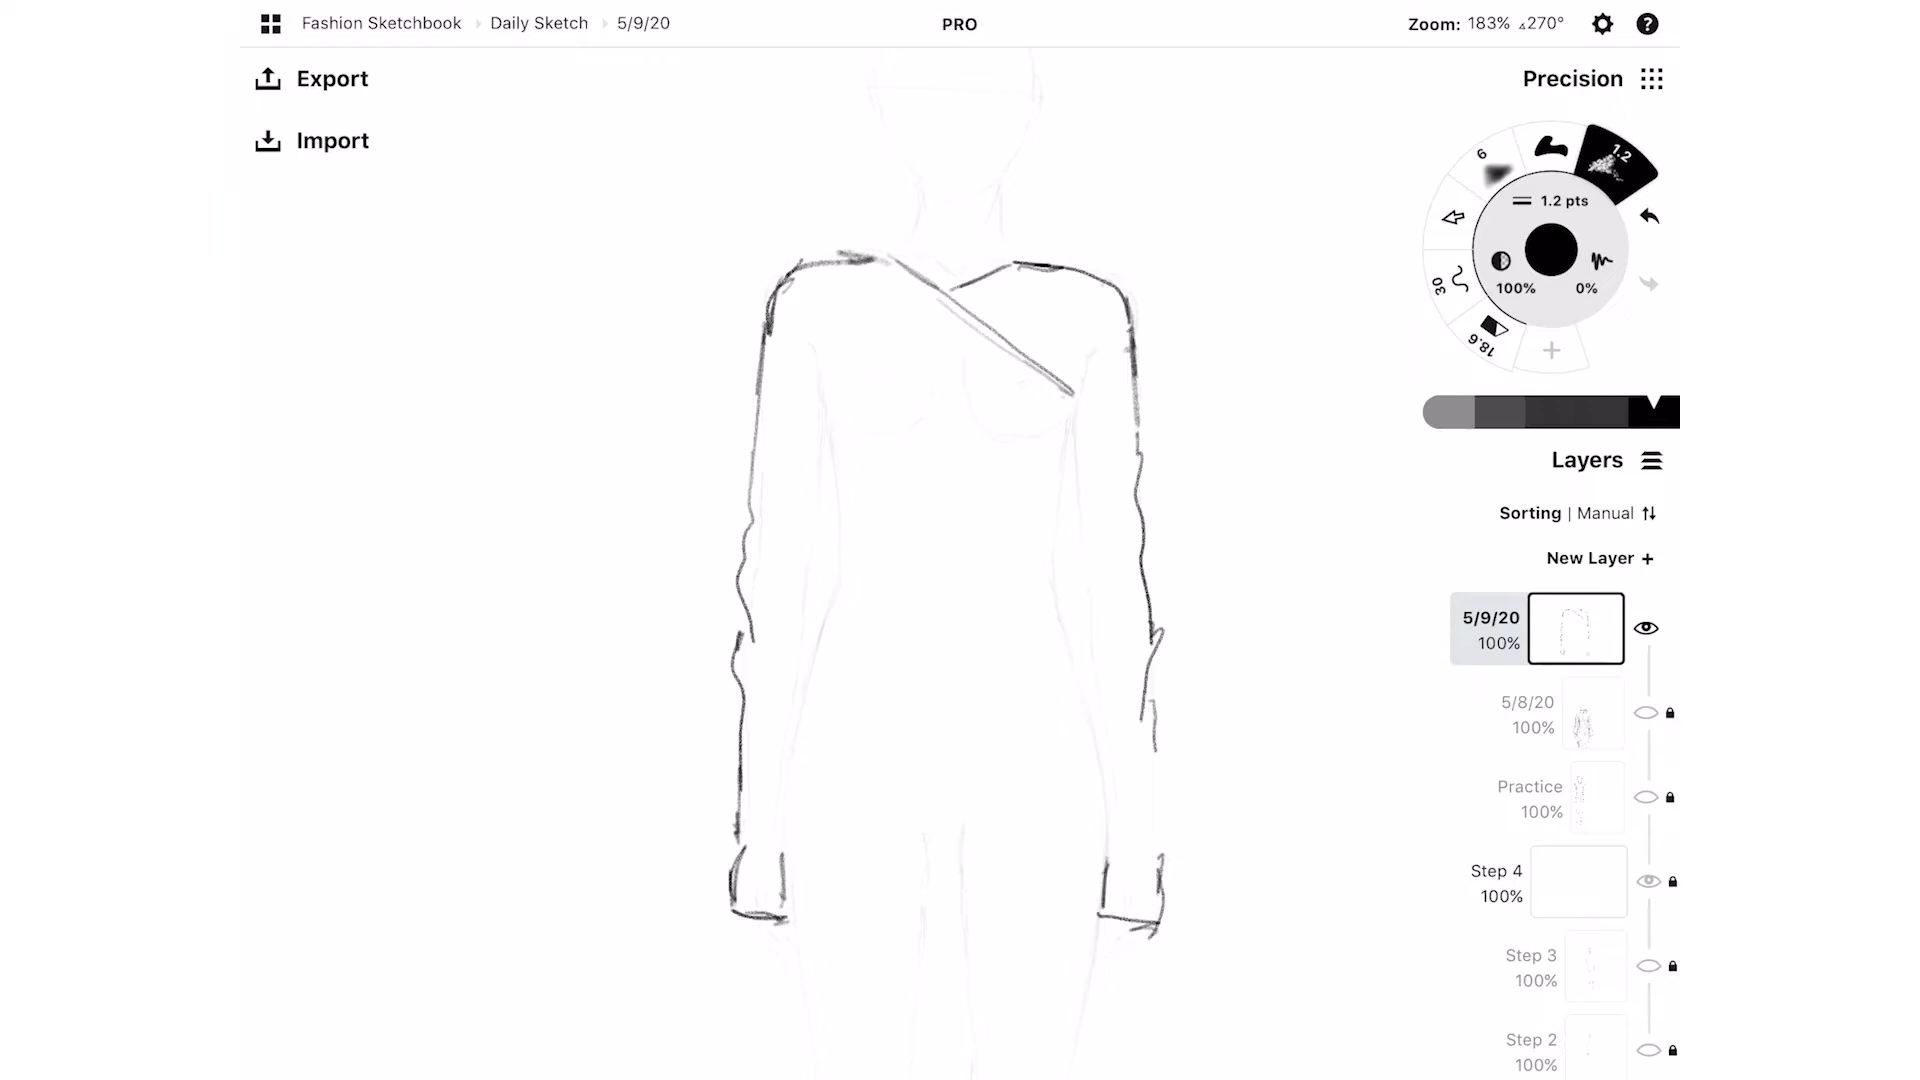 Fashion Sketchbook Daily Sketch 5/9/20
PRO
Zoom: 183% ⦟270°
Export
Import
Precision
6
1.2
1.2 pts
100%
0%
30
18.6
Layers
Sorting | Manual
New Layer +
5/9/20
100%
5/8/20
100%
Practice
100%
Step 4
100%
Step 3
100%
Step 2
100%